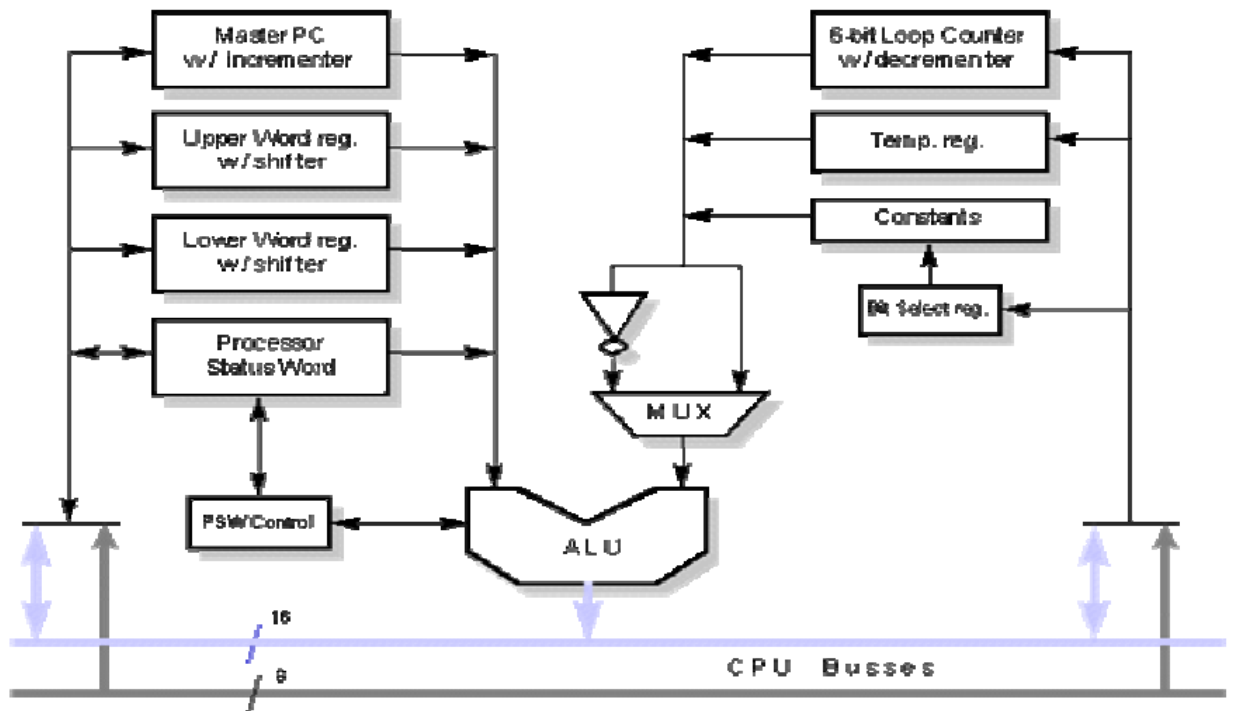 Master PC
w/ Incrementer
Upper Word reg.
w/shifter
Lower Word reg.
w/shifter
Processor
Status Word
PSW/Control
6-bit Loop Counter
w/decrementer
Temp. reg.
Constants
Bit Select reg.
MUX
ALU
16
8
CPU Busses